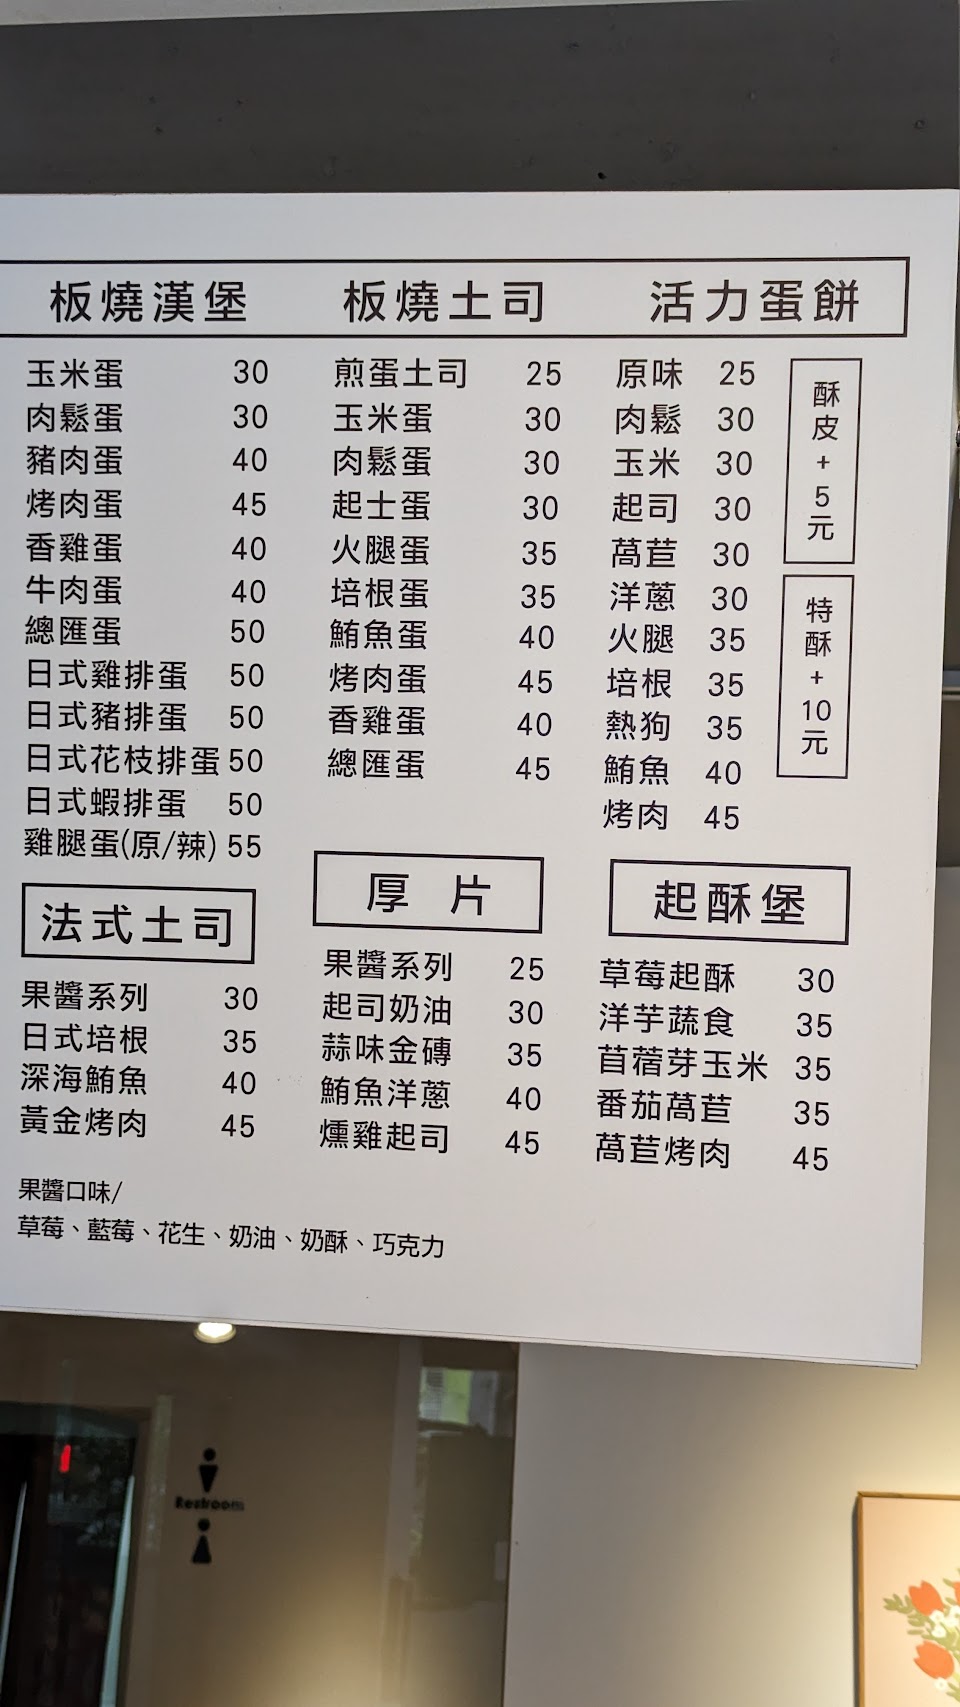 板燒漢堡
玉米蛋 30
肉鬆蛋 30
豬肉蛋 40
烤肉蛋 45
香雞蛋 40
牛肉蛋 40
總匯蛋 50
日式雞排蛋 50
日式豬排蛋 50
日式花枝排蛋 50
日式蝦排蛋 50
雞腿蛋(原/辣) 55
板燒土司
煎蛋土司 25
玉米蛋 30
肉鬆蛋 30
起士蛋 30
火腿蛋 35
培根蛋 35
鮪魚蛋 40
烤肉蛋 45
香雞蛋 40
總匯蛋 45
活力蛋餅
原味 25
肉鬆 30
玉米 30
起司 30
萵苣 30
洋蔥 30
火腿 35
培根 35
熱狗 35
鮪魚 40
烤肉 45
酥皮+5元
特酥+10元
法式土司
果醬系列 30
日式培根 35
深海鮪魚 40
黃金烤肉 45
厚片
果醬系列 25
起司奶油 30
蒜味金磚 35
鮪魚洋蔥 40
燻雞起司 45
起酥堡
草莓起酥 30
洋芋蔬食 35
苜蓿芽玉米 35
番茄萵苣 35
萵苣烤肉 45
果醬口味/
草莓、藍莓、花生、奶油、奶酥、巧克力
Restroom